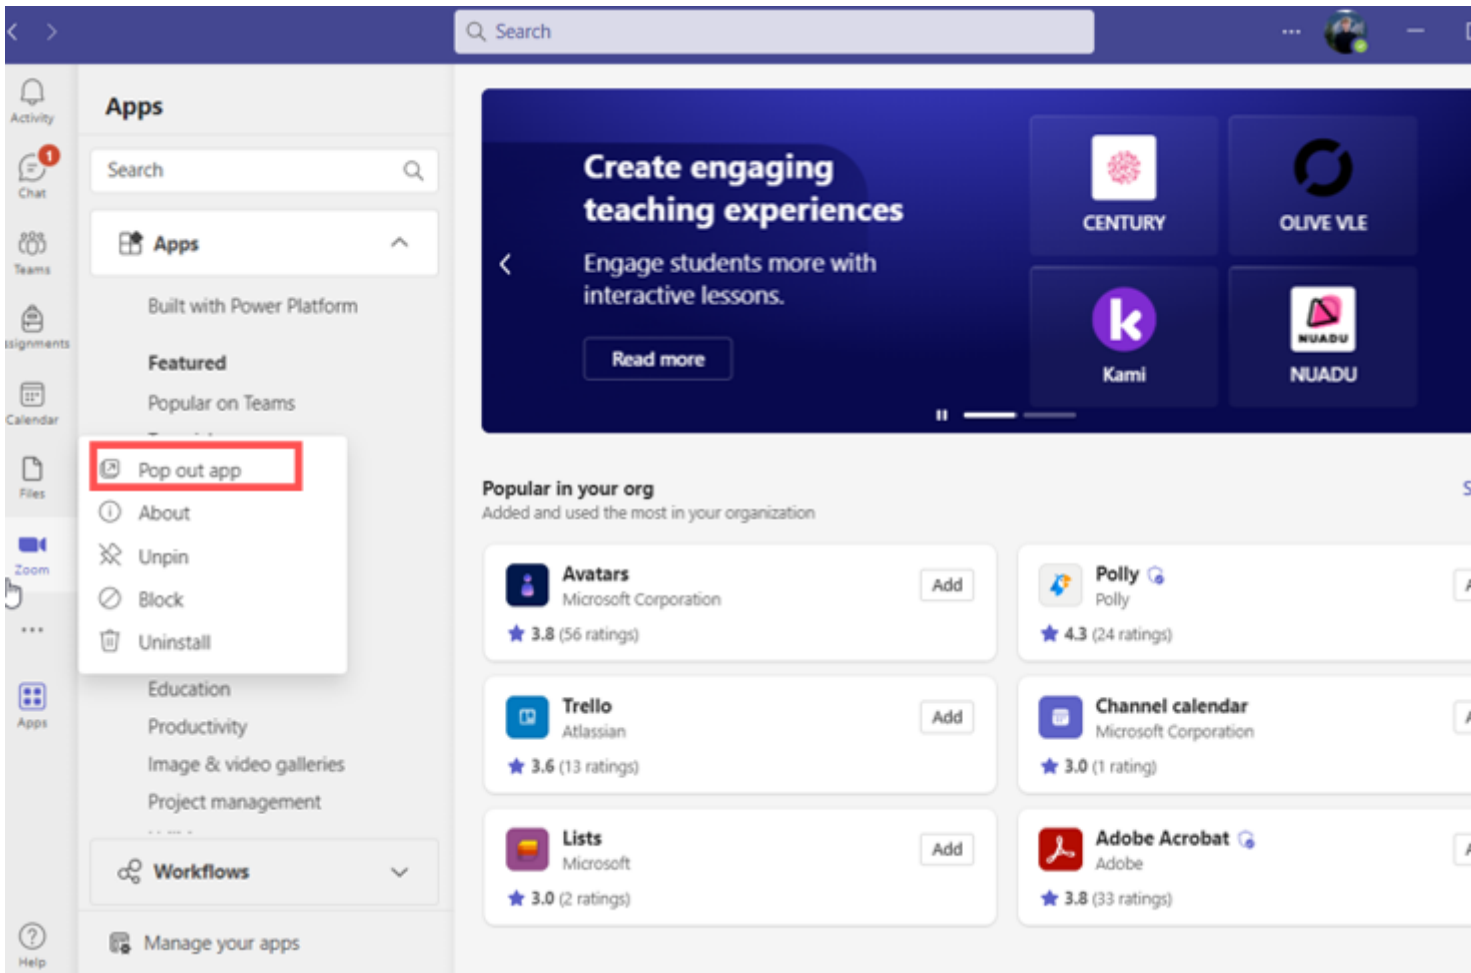 Search
Activity
1
Chat
Teams
ssignments
Calendar
Files
Zoom
Apps
Help
Apps
Search
Apps
Built with Power Platform
Featured
Popular on Teams
Pop out app
About
Unpin
Block
Uninstall
Education
Productivity
Image & video galleries
Project management
Workflows
Manage your apps
Create engaging
teaching experiences
Engage students more with
interactive lessons.
Read more
CENTURY
OLIVE VLE
k
Kami
NUADU
NUADU
Popular in your org
S
Added and used the most in your organization
Avatars
Microsoft Corporation
Add
3.8 (56 ratings)
Polly
Polly
4.3 (24 ratings)
Trello
Atlassian
Add
3.6 (13 ratings)
Channel calendar
Microsoft Corporation
3.0 (1 rating)
Lists
Microsoft
Add
3.0 (2 ratings)
Adobe Acrobat
Adobe
3.8 (33 ratings)